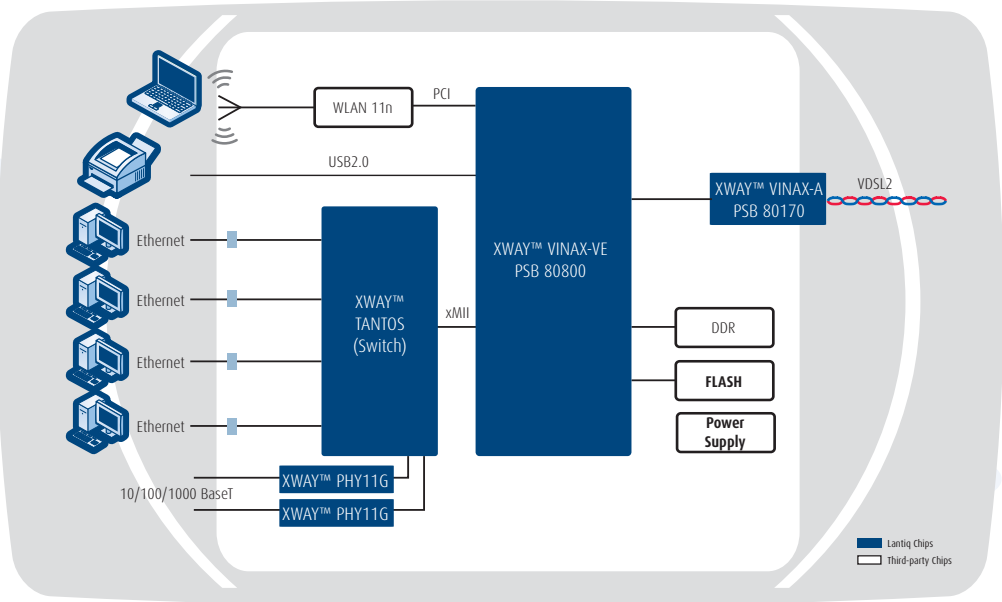 WLAN 11n
PCI
USB2.0
XWAY™ VINAX-VE
PSB 80800
XWAY™ VINAX-A
PSB 80170
VDSL2
Ethernet
Ethernet
Ethernet
Ethernet
XWAY™
TANTOS
(Switch)
xMII
DDR
FLASH
Power
Supply
XWAY™ PHY11G
10/100/1000 BaseT
XWAY™ PHY11G
Lantiq Chips
Third-party Chips